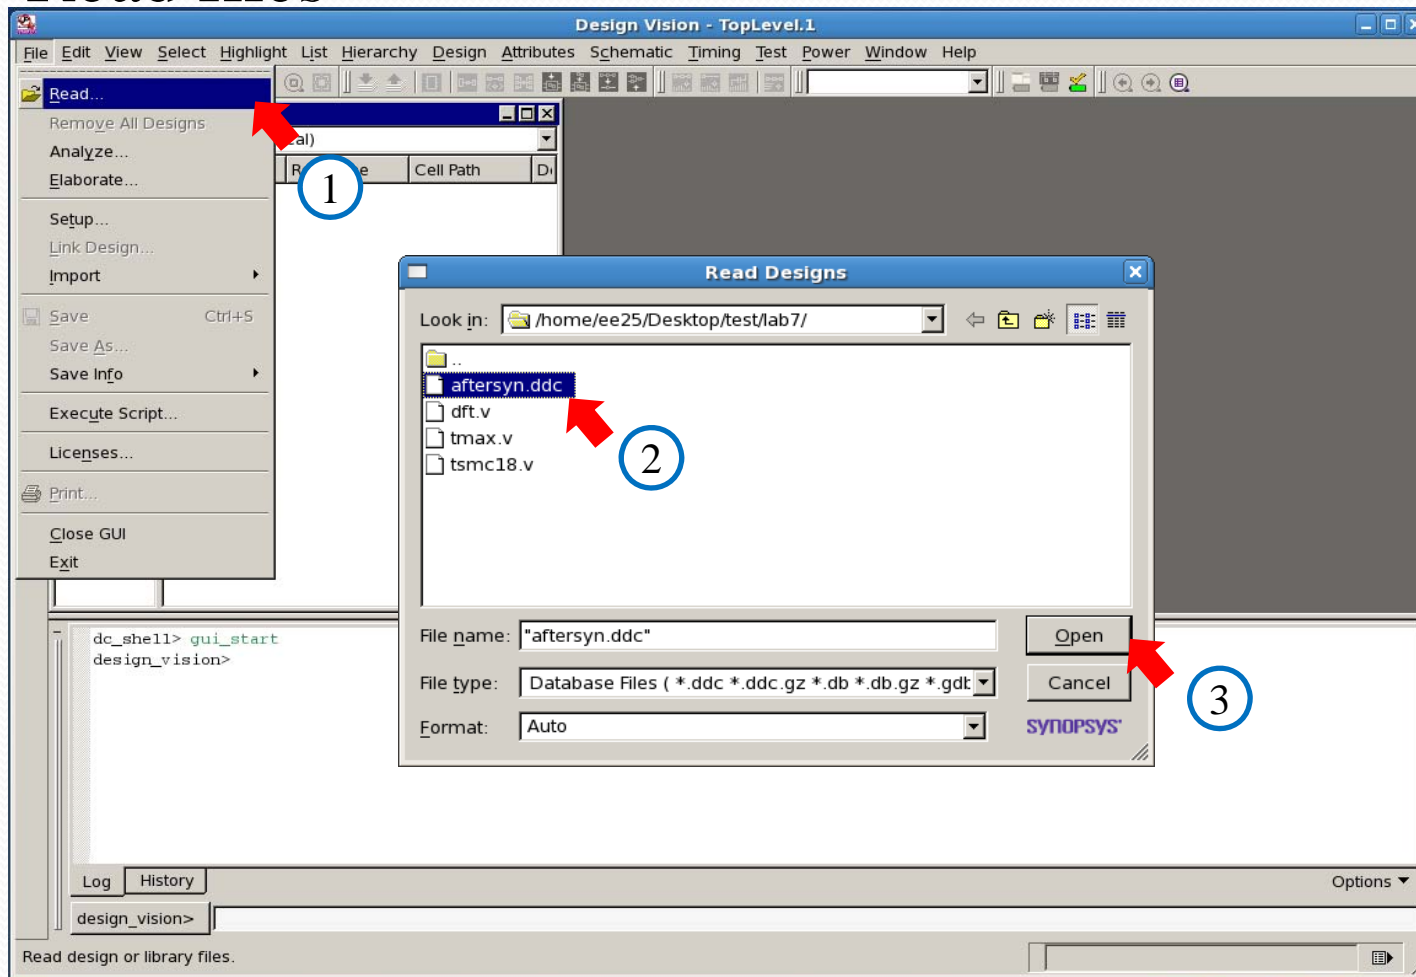 Read files
Design Vision - TopLevel.1
File Edit View Select Highlight List Hierarchy Design Attributes Schematic Timing Test Power Window Help
Read...
Remove All Designs
Analyze...
Elaborate...
Setup...
Link Design...
Import
Save Ctrl+S
Save As...
Save Info
Execute Script...
Licenses...
Print...
Close GUI
Exit
Cell Path
1
Read Designs
Look in: /home/ee25/Desktop/test/lab7/
..
aftersyn.ddc
dft.v
tmax.v
tsmc18.v
2
File name: "aftersyn.ddc"
Open
File type: Database Files ( *.ddc *.ddc.gz *.db *.db.gz *.gdb
Cancel
3
Format: Auto
SYNOPSYS
dc_shell> gui_start
design_vision>
Log History
Options
design_vision>
Read design or library files.